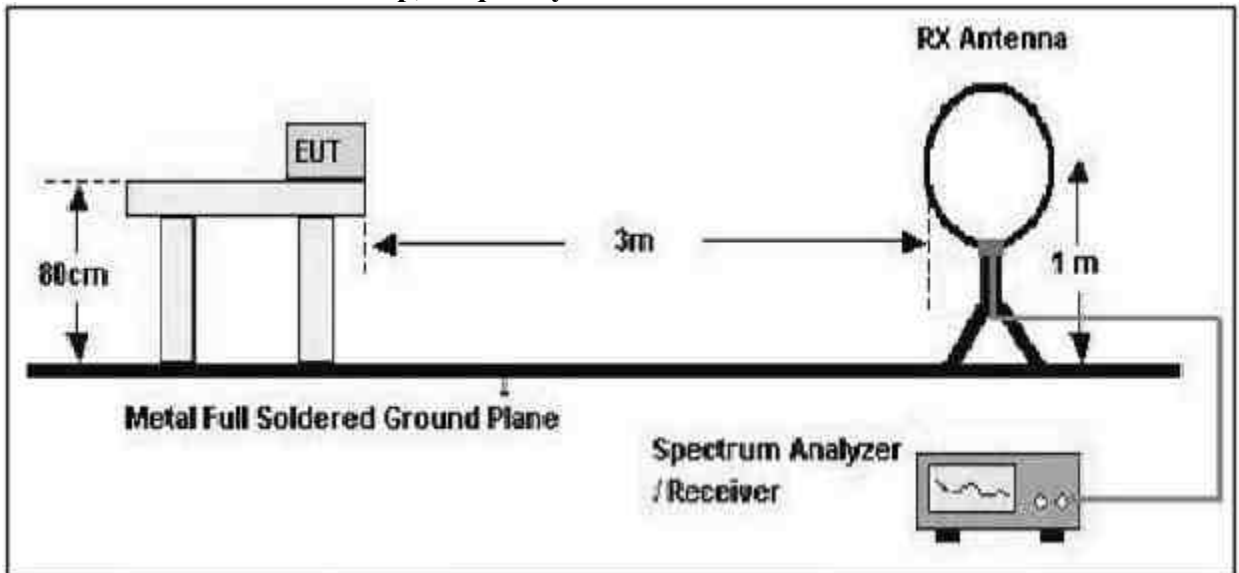 RX Antenna
EUT
3m
80cm
1 m
Metal Full Soldered Ground Plane
Spectrum Analyzer
/ Receiver